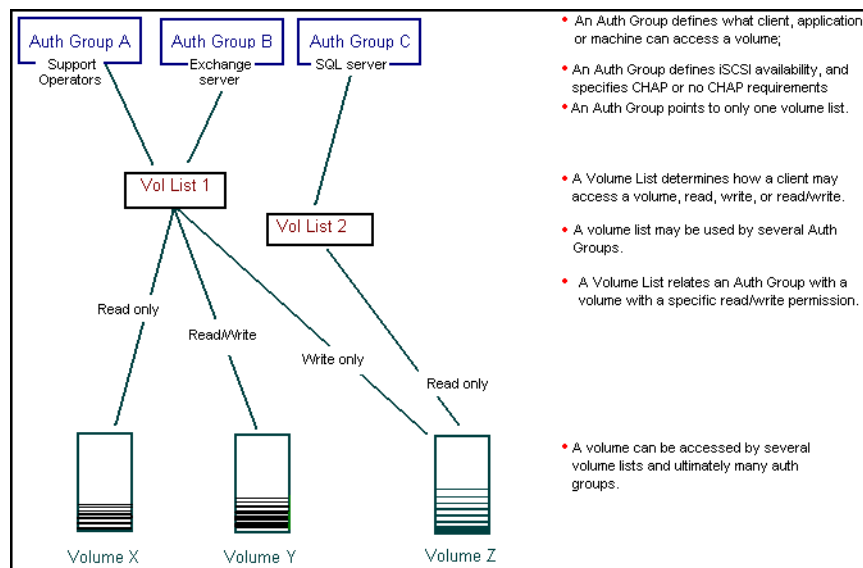 Auth Group A
Auth Group B
Auth Group C
Support
Operators
Exchange
server
SQL server
Vol List 1
Vol List 2
Read only
Read/Write
Write only
Read only
Volume X
Volume Y
Volume Z
• An Auth Group defines what client, application
or machine can access a volume;
• An Auth Group defines iSCSI availability, and
specifies CHAP or no CHAP requirements
• An Auth Group points to only one volume list.
• A Volume List determines how a client may
access a volume, read, write, or read/write.
• A volume list may be used by several Auth
Groups.
• A Volume List relates an Auth Group with a
volume with a specific read/write permission.
• A volume can be accessed by several
volume lists and ultimately many auth
groups.